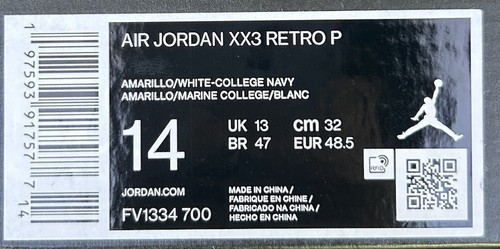 AIR JORDAN XX3 RETRO P
AMARILLO/WHITE-COLLEGE NAVY
AMARILLO/MARINE COLLEGE/BLANC
14
UK 13 cm 32
BR 47 EUR 48.5
JORDAN.COM
FV1334 700
MADE IN CHINA /
FABRIQUE EN CHINE /
FABRICADO NA CHINA /
HECHO EN CHINA
RFID
1 97593 91757 7 14